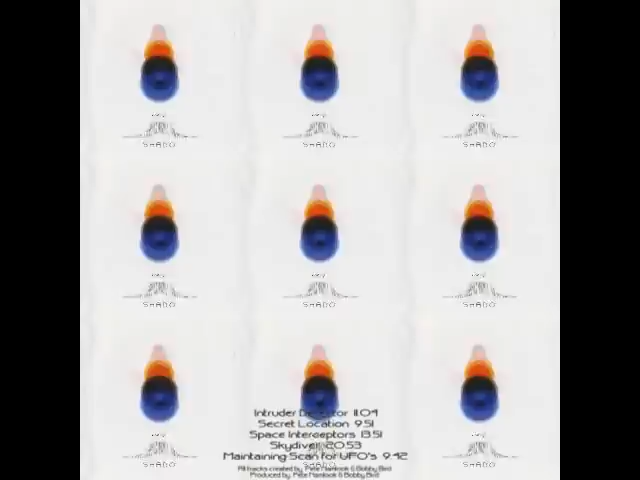 SHADO SHADO SHADO
SHADO SHADO SHADO
Intruder Detector 11.04
Secret Location 9.51
Space Interceptors 13.51
Skydiver 20.53
Maintaining Scan for UFO's 9.42
SHADO SHADO
All tracks created by Pete Namlook & Bobby Bird
Produced by Pete Namlook & Bobby Bird